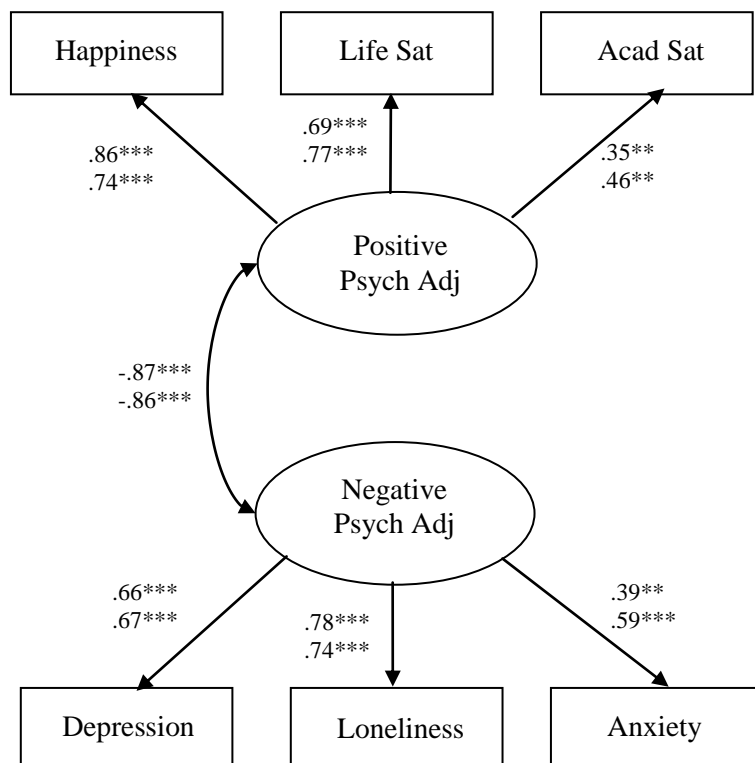 Happiness
Life Sat
Acad Sat
.86***
.74***
.69***
.77***
.35**
.46**
Positive
Psych Adj
-.87***
-.86***
Negative
Psych Adj
.66***
.67***
.78***
.74***
.39**
.59***
Depression
Loneliness
Anxiety